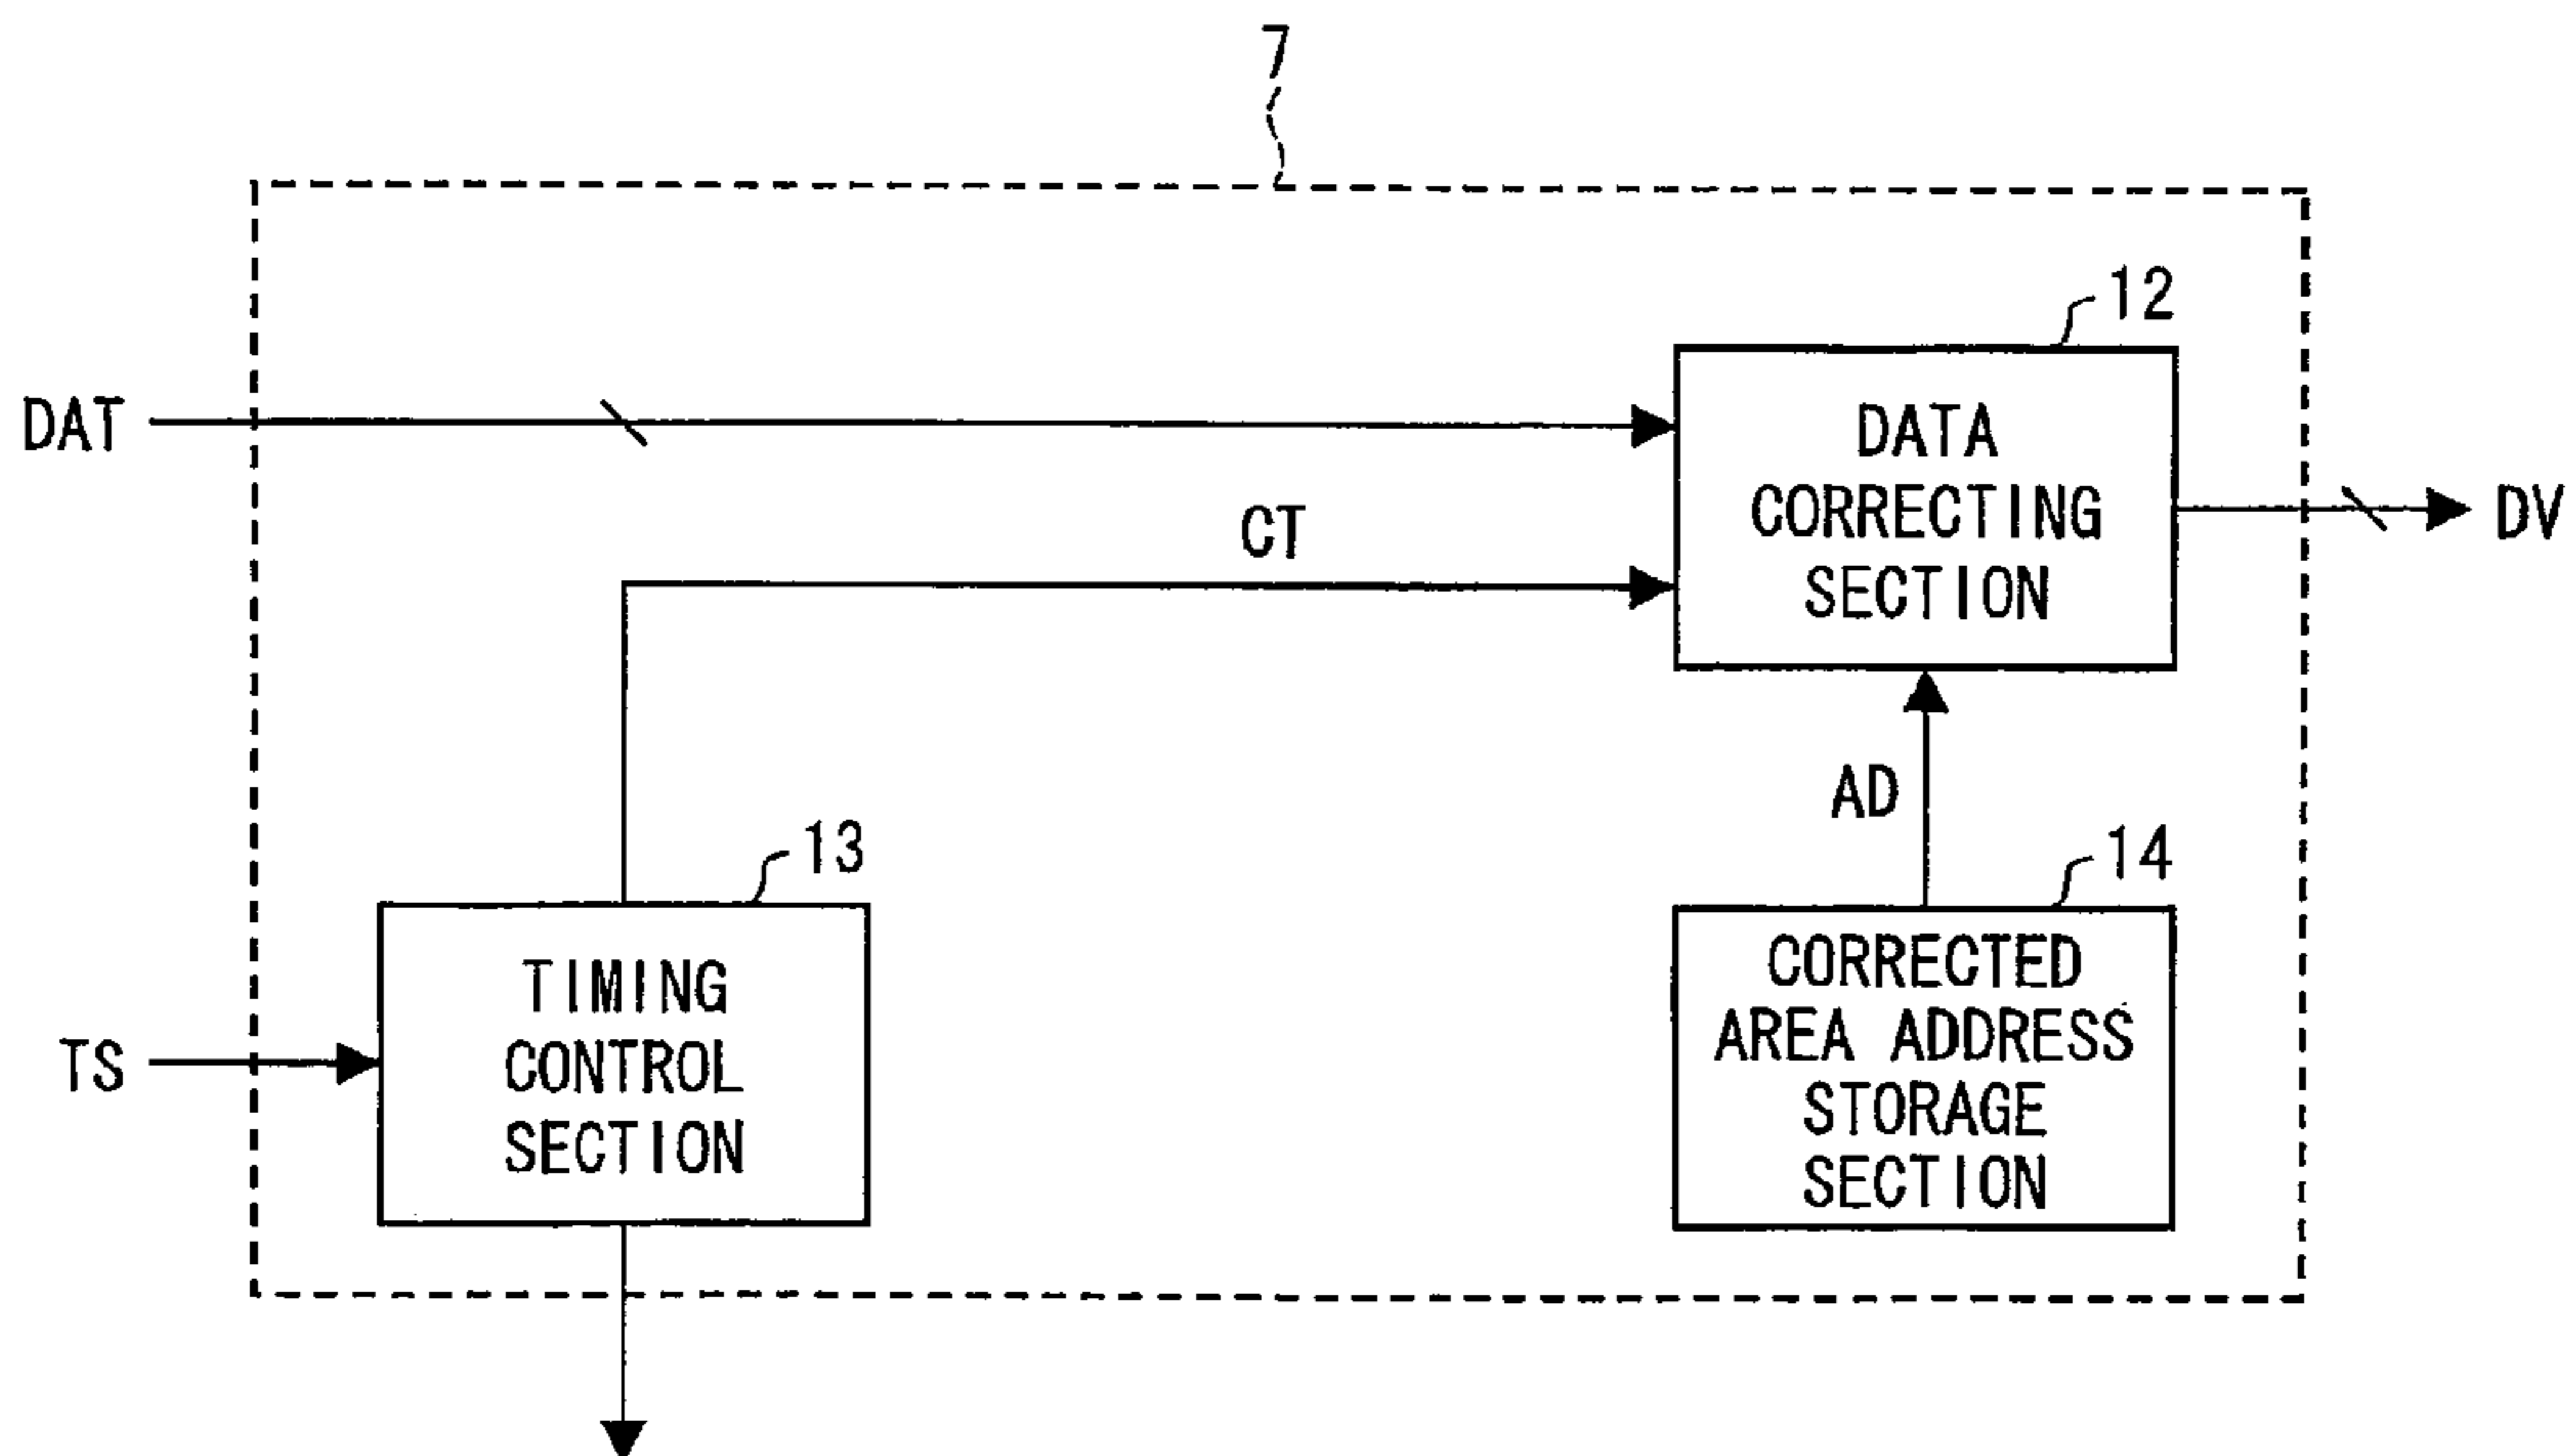 7
12
DAT
DATA
CORRECTING
SECTION
DV
CT
AD
13
14
TIMING
CONTROL
SECTION
TS
CORRECTED
AREA ADDRESS
STORAGE
SECTION